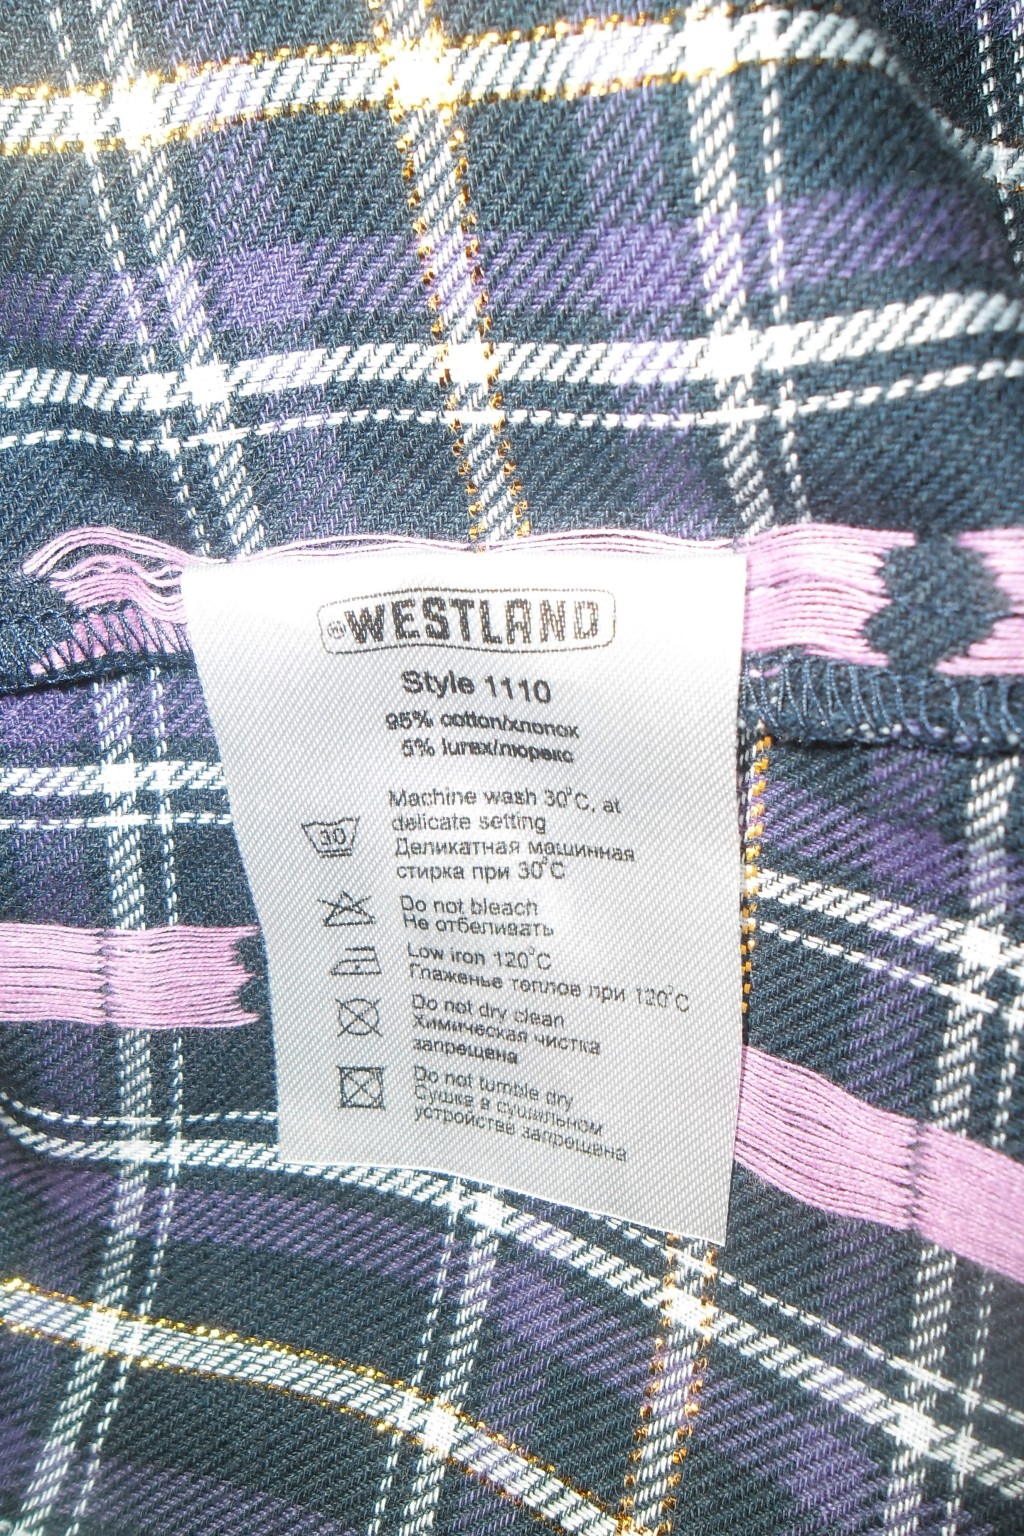 WESTLAND
Style 1110
95% cotton/хлопок
5% lurex/люрекс
Machine wash 30°C, at
delicate setting
30
Деликатная машинная
стирка при 30°C
Do not bleach
Не отбеливать
Low iron 120°C
Глаженье теплое при 120°C
Do not dry clean
Химическая чистка
запрещена
Do not tumble dry
Сушке в сушильном
устройстве запрещена